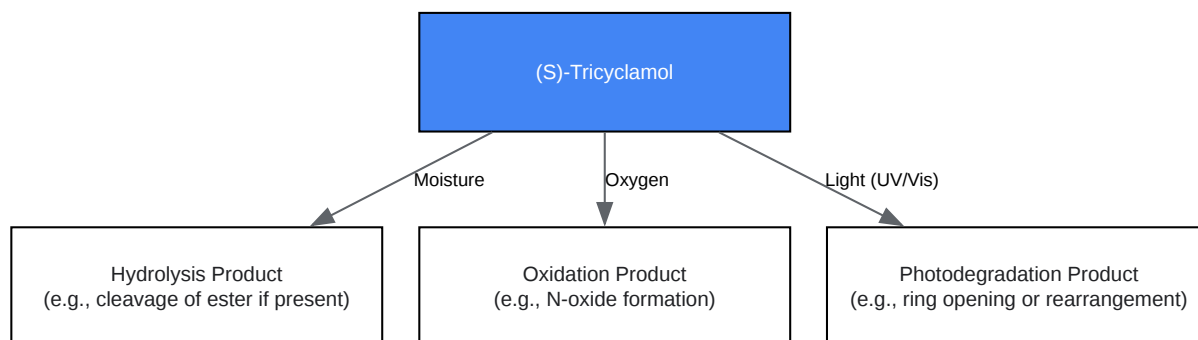 (S)-Tricyclamol
Moisture
Oxygen
Light (UV/Vis)
Hydrolysis Product
(e.g., cleavage of ester if present)
Oxidation Product
(e.g., N-oxide formation)
Photodegradation Product
(e.g., ring opening or rearrangement)